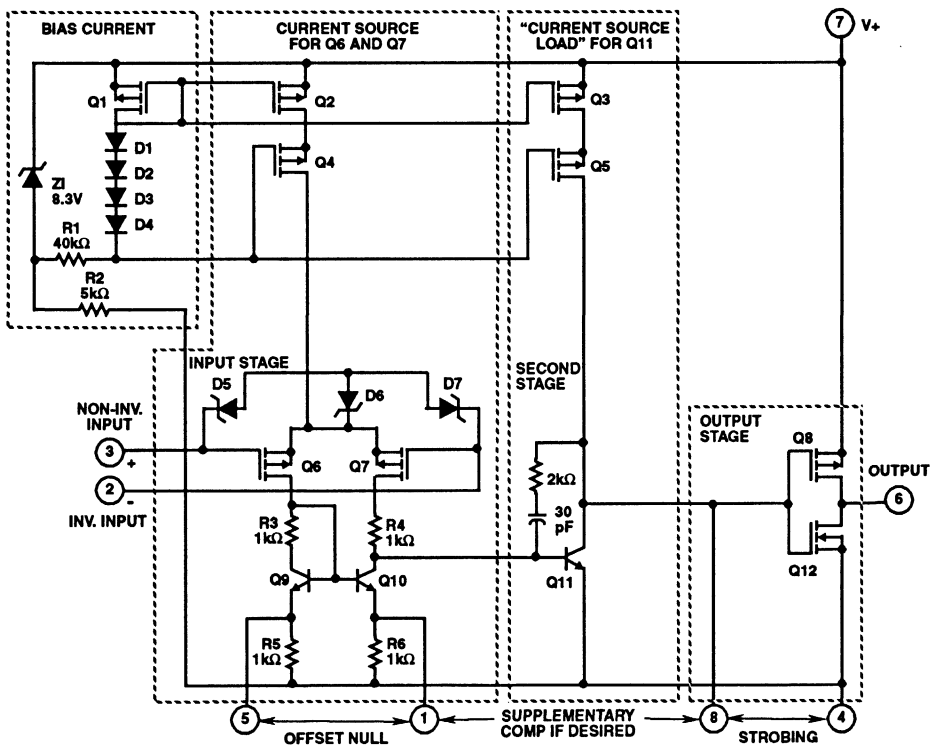 BIAS CURRENT
CURRENT SOURCE
FOR Q6 AND Q7
“CURRENT SOURCE
LOAD” FOR Q11
7
V+
Q1
Q2
Q3
D1
D2
D3
D4
Q4
Q5
ZI
8.3V
R1
40kΩ
R2
5kΩ
INPUT STAGE
D5
D6
D7
SECOND
STAGE
OUTPUT
STAGE
NON-INV.
INPUT
3
+
2
-
INV. INPUT
Q6
Q7
2kΩ
30
pF
Q8
OUTPUT
6
R3
1kΩ
R4
1kΩ
Q9
Q10
Q11
Q12
R5
1kΩ
R6
1kΩ
5
1
8
4
OFFSET NULL
SUPPLEMENTARY
COMP IF DESIRED
STROBING